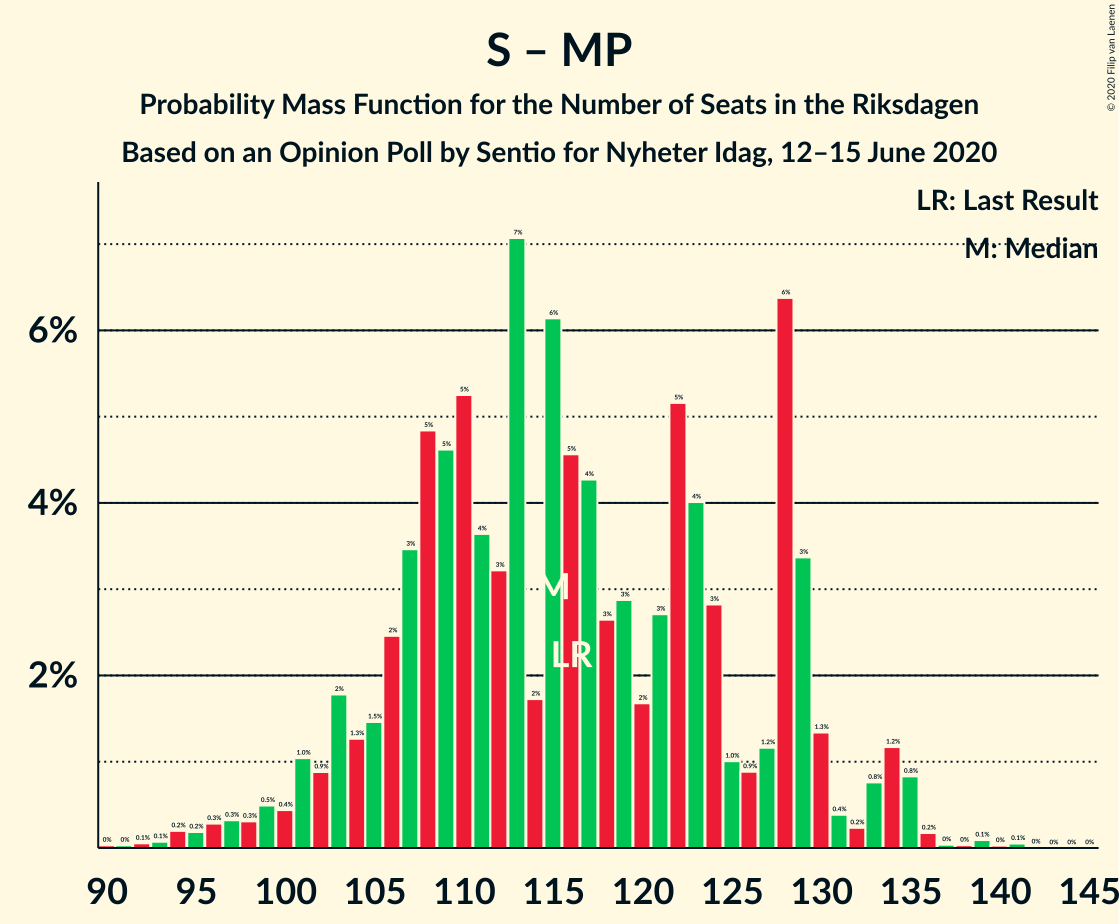 S – MP
Probability Mass Function for the Number of Seats in the Riksdagen
Based on an Opinion Poll by Sentio for Nyheter Idag, 12–15 June 2020
© 2020 Filip van Laenen
LR: Last Result
M: Median
6%
4%
2%
0% 0% 0.1% 0.1% 0.2% 0.2% 0.3% 0.3% 0.3% 0.5% 0.4% 1.0% 0.9% 2% 1.3% 1.5% 2% 3% 5% 5% 5% 4% 3% 7% 2% 6% 5% 4% 3% 3% 2% 3% 5% 4% 3% 1.0% 0.9% 1.2% 6% 3% 1.3% 0.4% 0.2% 0.8% 1.2% 0.8% 0.2% 0% 0% 0.1% 0% 0.1% 0% 0% 0% 0%
M
LR
90 95 100 105 110 115 120 125 130 135 140 145